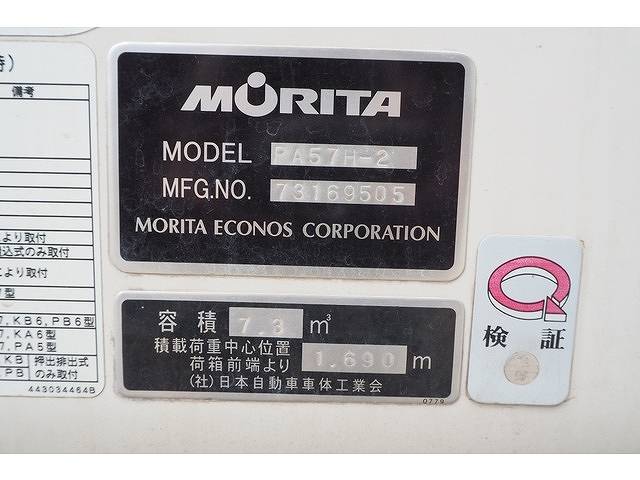 時)
備考
より取付
込式のみ取付
により取付
型
7,KB6,PB6型
7,KA6型
7,PA5型
KB 押出排出式
PB のみ取付
443034464B
MORITA
MODEL PA57H-2
MFG.NO. 73169505
MORITA ECONOS CORPORATION
容積 7.3 m³
積載荷重中心位置
荷箱前端より 1.690 m
(社)日本自動車車体工業会
0779
検証